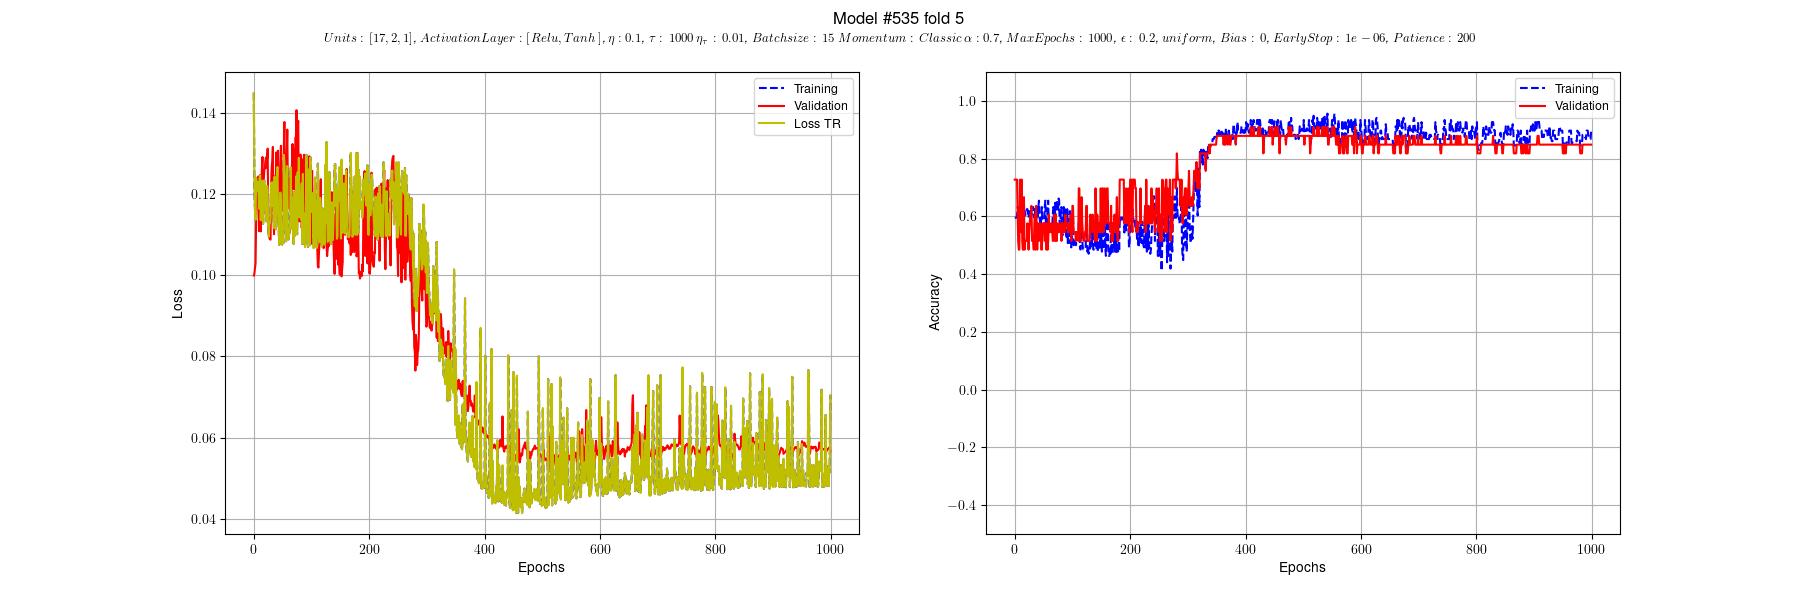 Model #535 fold 5
Units : [17, 2, 1], ActivationLayer : [Relu, Tanh], η : 0.1, τ : 1000 ητ : 0.01, Batchsize : 15 Momentum : Classic α : 0.7, MaxEpochs : 1000, ϵ : 0.2, uniform, Bias : 0, EarlyStop : 1e − 06, Patience : 200
Loss
0.14
0.12
0.10
0.08
0.06
0.04
0 200 400 600 800 1000
Epochs
Training
Validation
Loss TR
Accuracy
1.0
0.8
0.6
0.4
0.2
0.0
−0.2
−0.4
0 200 400 600 800 1000
Epochs
Training
Validation